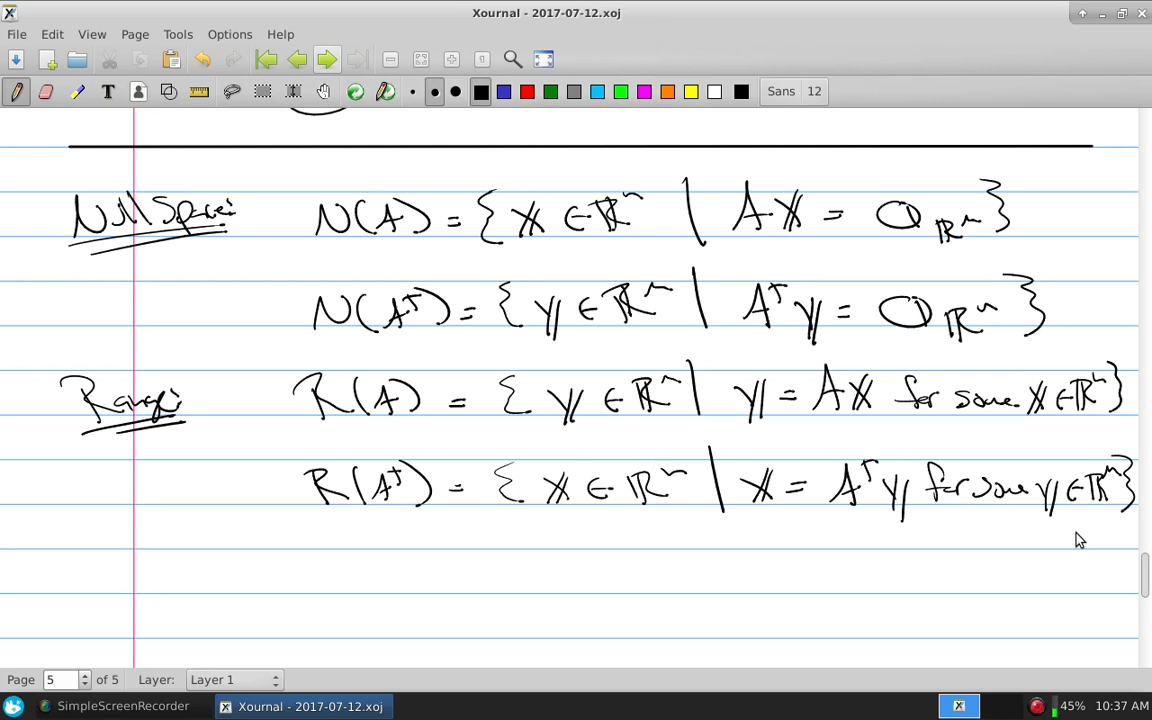 Xournal - 2017-07-12.xoj
File Edit View Page Tools Options Help
Sans 12
Null Space: N(A) = { x ∈ ℝⁿ | Ax = 0_ℝᵐ }
N(Aᵀ) = { y ∈ ℝᵐ | Aᵀy = 0_ℝⁿ }
Range: R(A) = { y ∈ ℝᵐ | y = Ax for some x ∈ ℝⁿ }
R(Aᵀ) = { x ∈ ℝⁿ | x = Aᵀy for some y ∈ ℝᵐ }
Page 5 of 5 Layer: Layer 1
SimpleScreenRecorder Xournal - 2017-07-12.xoj 45% 10:37 AM